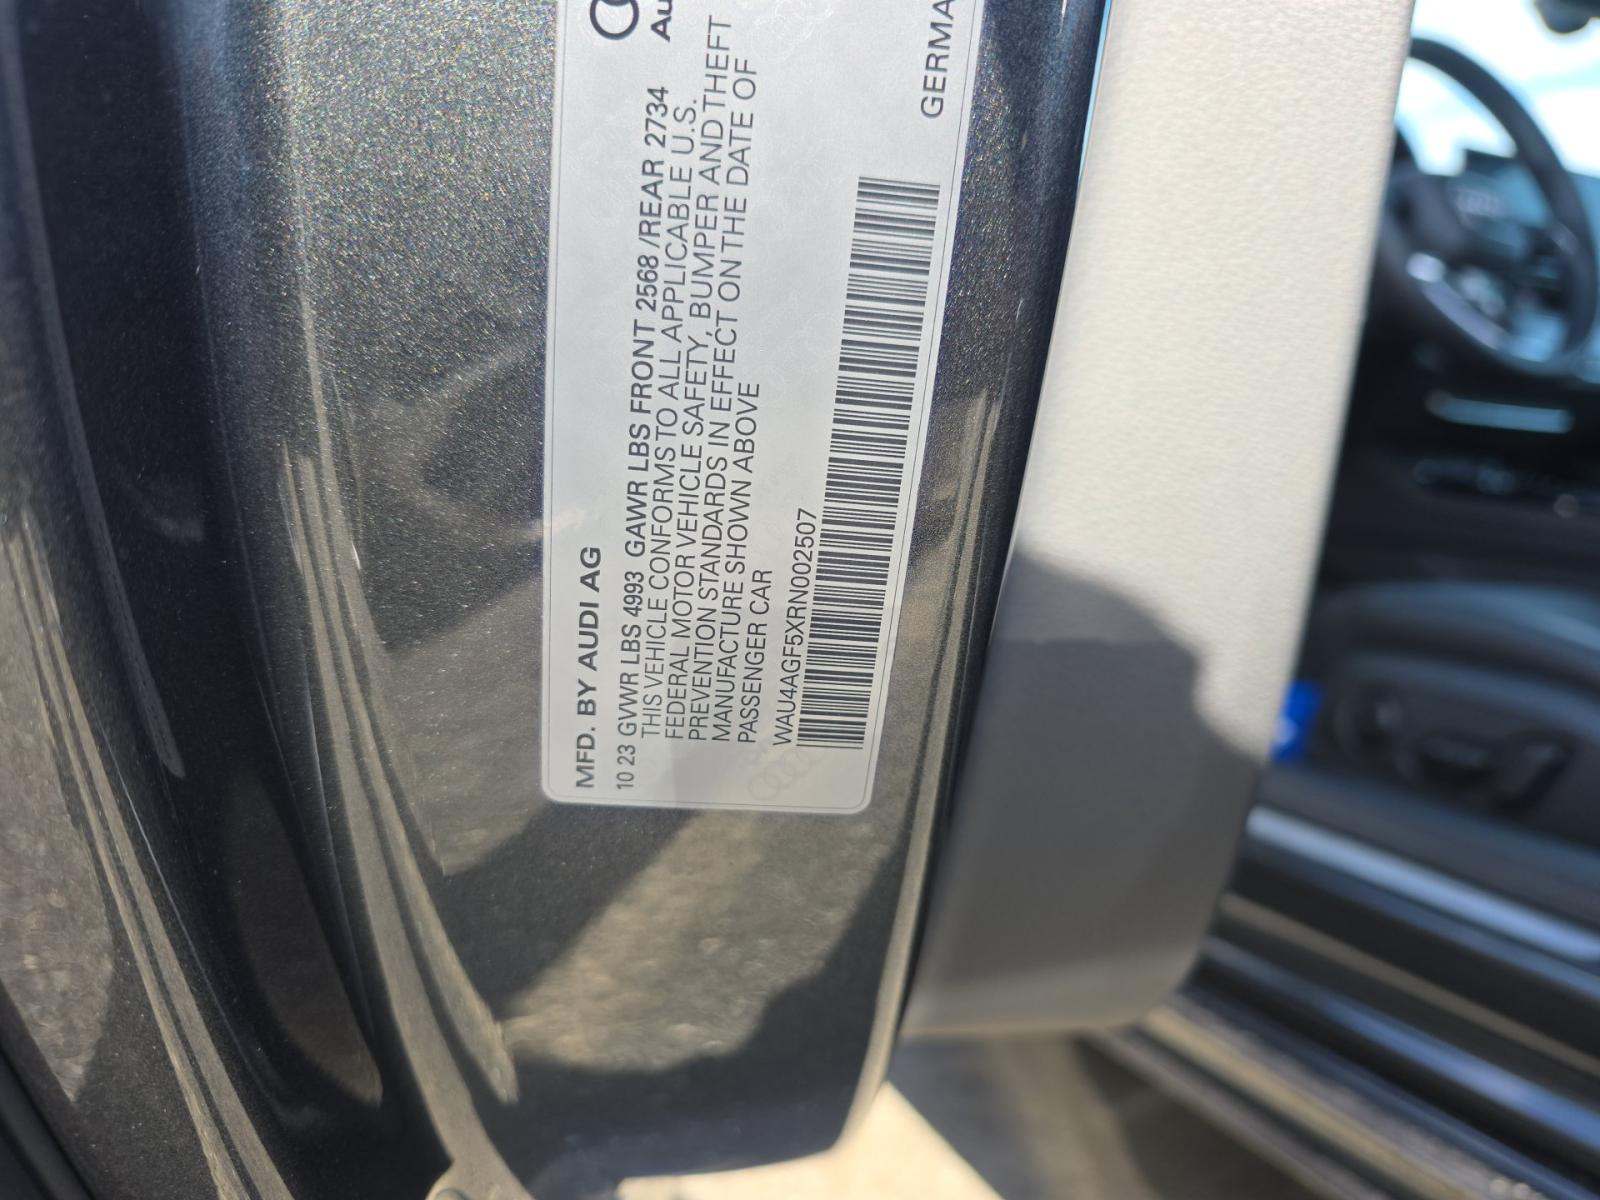 MFD. BY AUDI AG
10 23 GVWR LBS 4993 GAWR LBS FRONT 2568/REAR 2734
THIS VEHICLE CONFORMS TO ALL APPLICABLE U.S.
FEDERAL MOTOR VEHICLE SAFETY, BUMPER AND THEFT
PREVENTION STANDARDS IN EFFECT ON THE DATE OF
MANUFACTURE SHOWN ABOVE
PASSENGER CAR
WAU4AGF5XRN002507
Au
GERMA